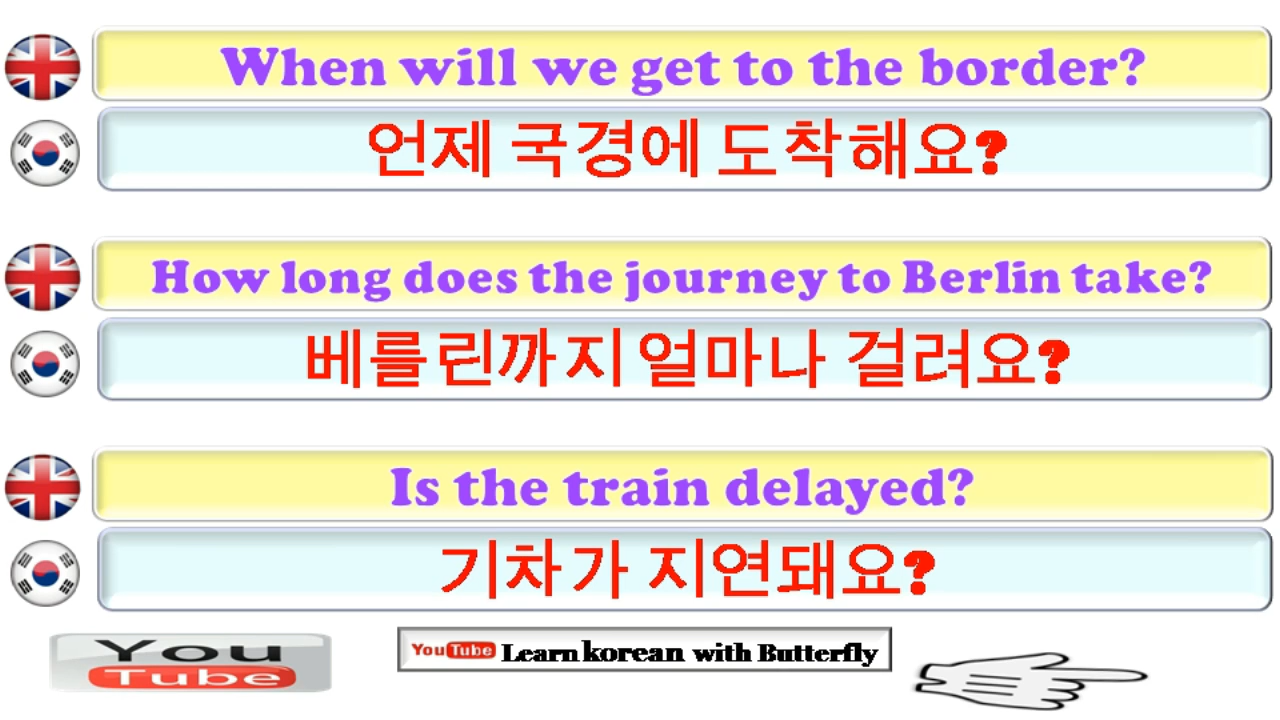 When will we get to the border?
언제 국경에 도착해요?
How long does the journey to Berlin take?
베를린까지 얼마나 걸려요?
Is the train delayed?
기차가 지연돼요?
You
Tube
YouTube Learn korean with Butterfly